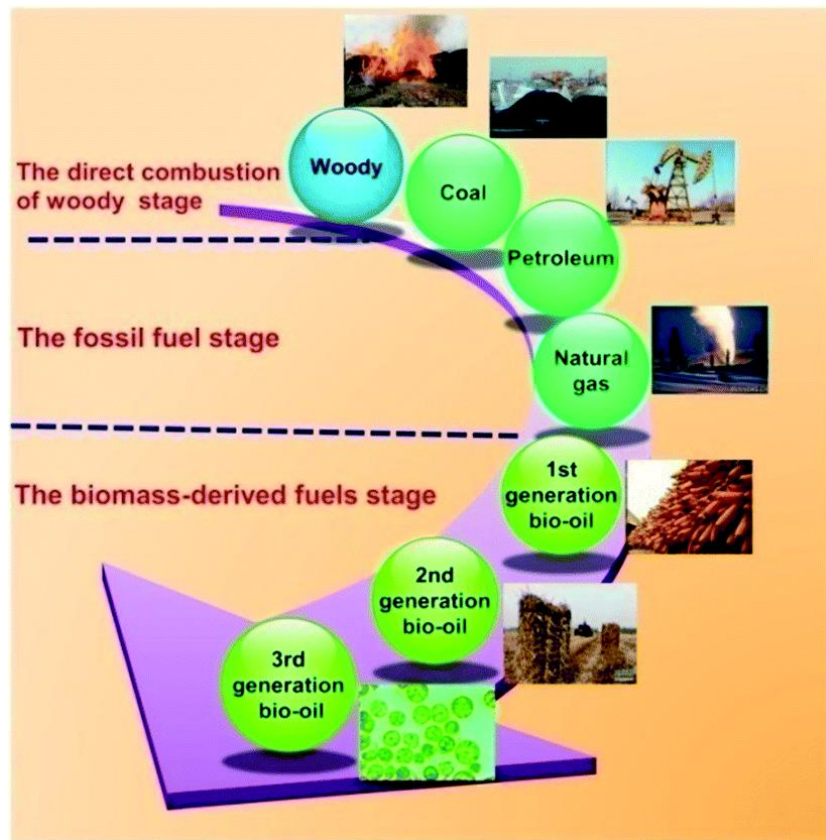 Woody
The direct combustion
of woody stage
Coal
Petroleum
The fossil fuel stage
Natural
gas
The biomass-derived fuels stage
1st
generation
bio-oil
2nd
generation
bio-oil
3rd
generation
bio-oil